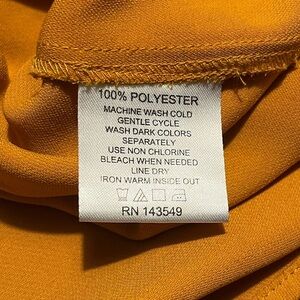 100% POLYESTER
MACHINE WASH COLD
GENTLE CYCLE
WASH DARK COLORS
SEPARATELY
USE NON CHLORINE
BLEACH WHEN NEEDED
LINE DRY
IRON WARM INSIDE OUT
RN 143549